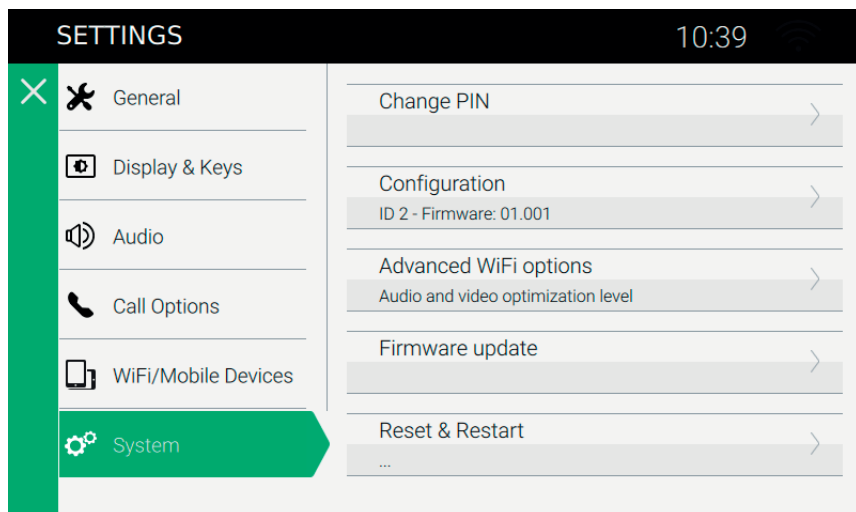 SETTINGS
10:39
General
Display & Keys
Audio
Call Options
WiFi/Mobile Devices
System
Change PIN
Configuration
ID 2 - Firmware: 01.001
Advanced WiFi options
Audio and video optimization level
Firmware update
Reset & Restart
...